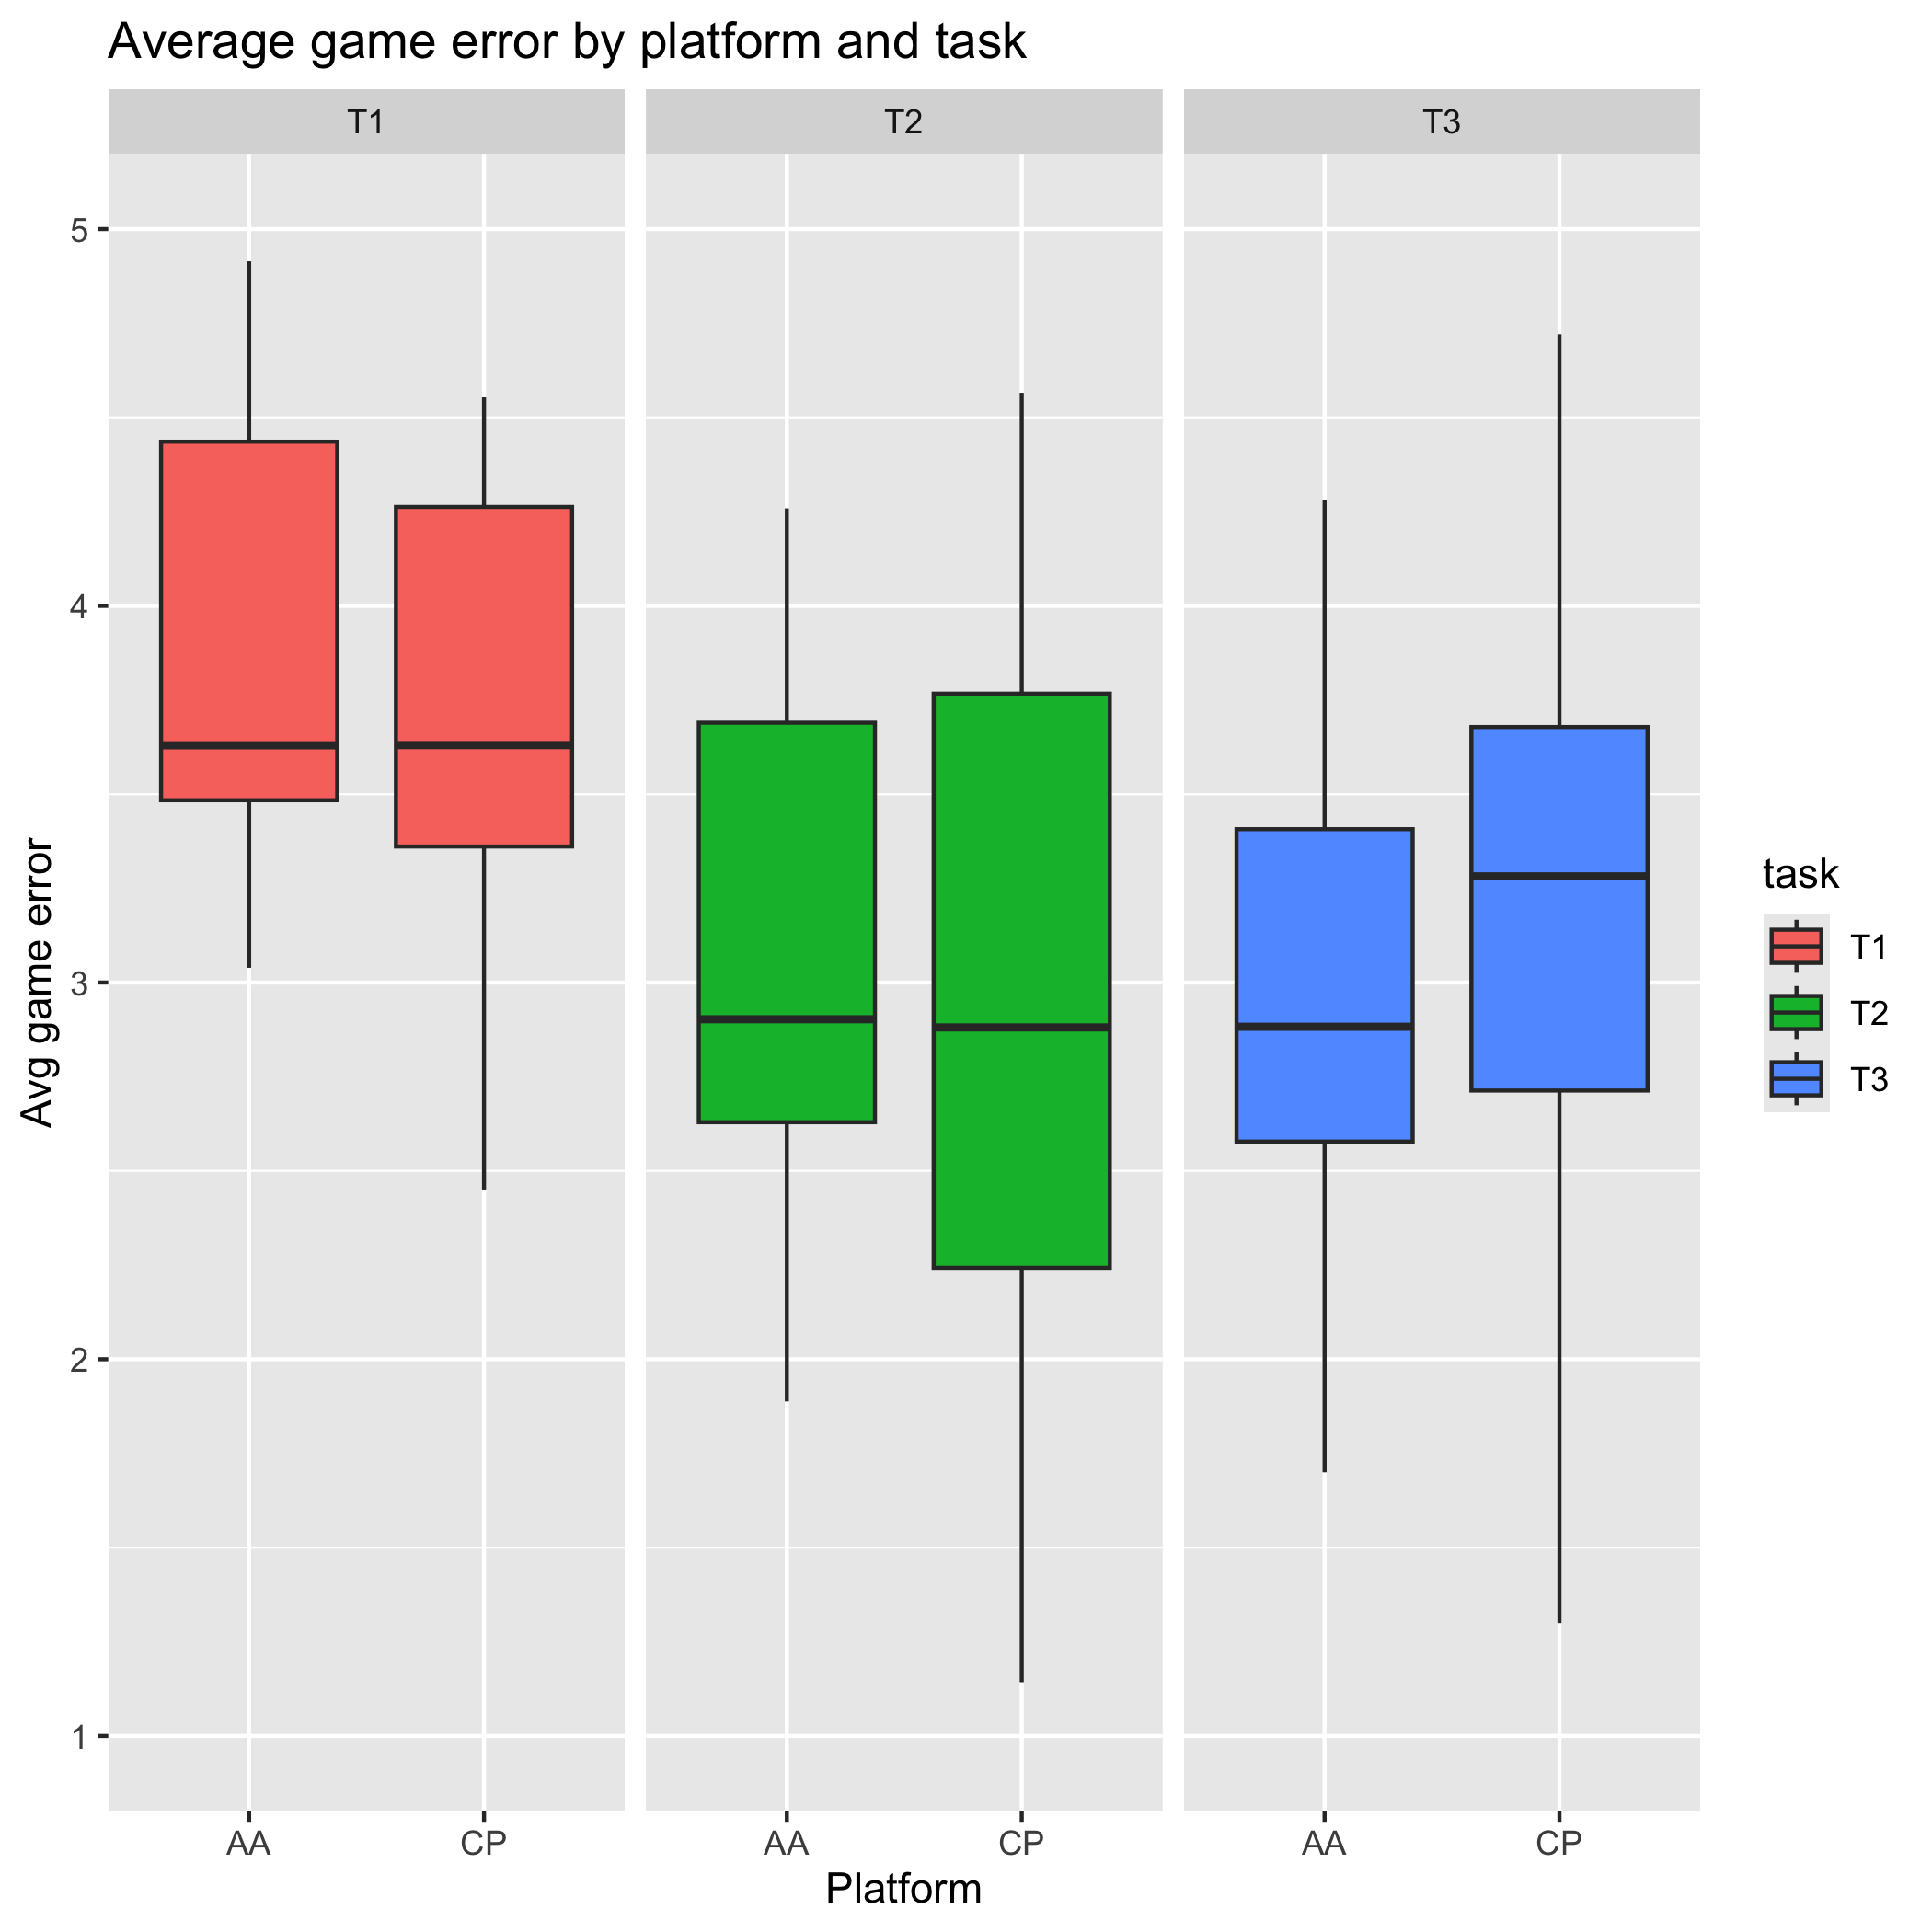 Average game error by platform and task
T1
T2
T3
5
4
3
2
1
Avg game error
AA
CP
AA
CP
AA
CP
Platform
task
T1
T2
T3